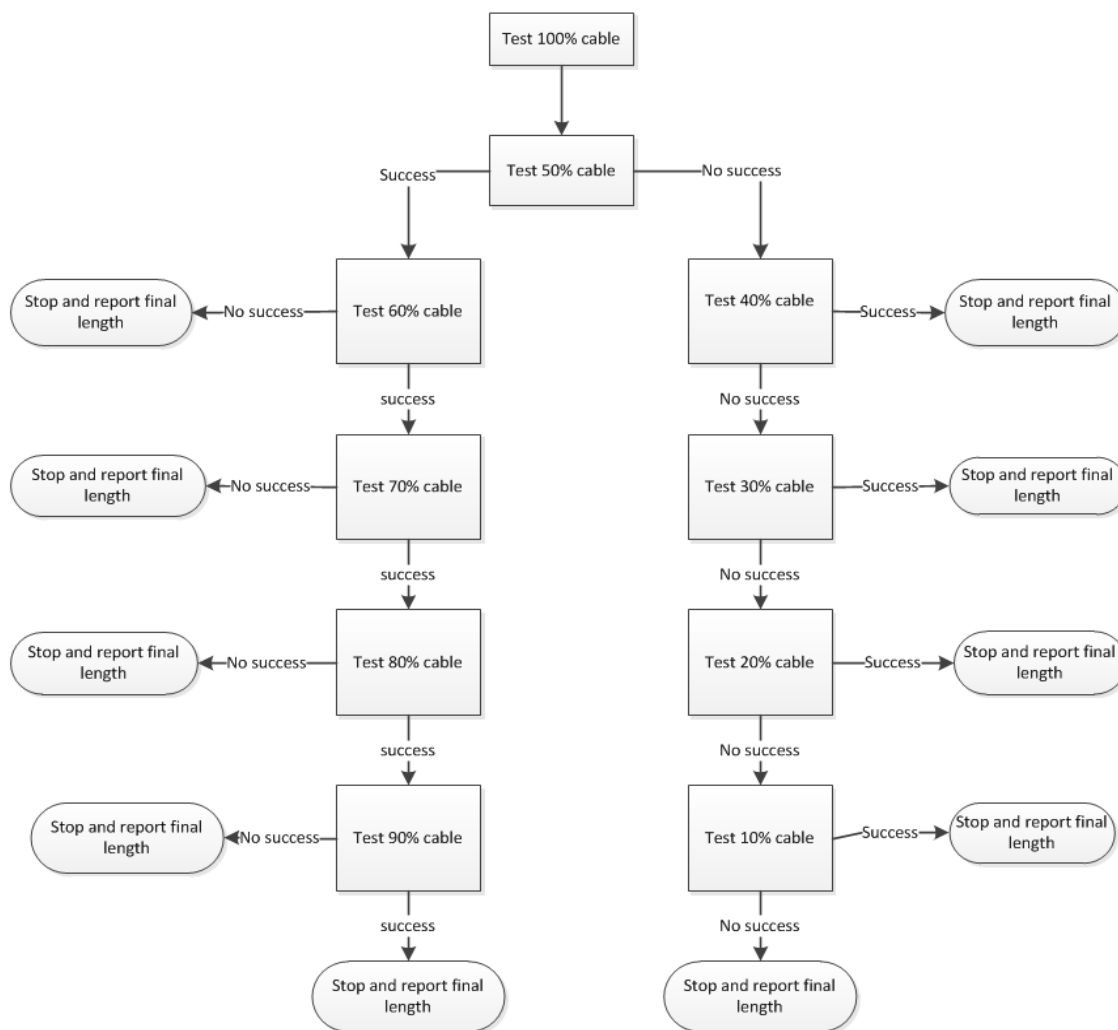 Test 100% cable
Test 50% cable
Success
No success
Stop and report final
length
No success
Test 60% cable
Test 40% cable
Success
Stop and report final
length
success
No success
Stop and report final
length
No success
Test 70% cable
Test 30% cable
Success
Stop and report final
length
success
No success
Stop and report final
length
No success
Test 80% cable
Test 20% cable
Success
Stop and report final
length
success
No success
Stop and report final
length
No success
Test 90% cable
Test 10% cable
Success
Stop and report final
length
success
No success
Stop and report final
length
Stop and report final
length